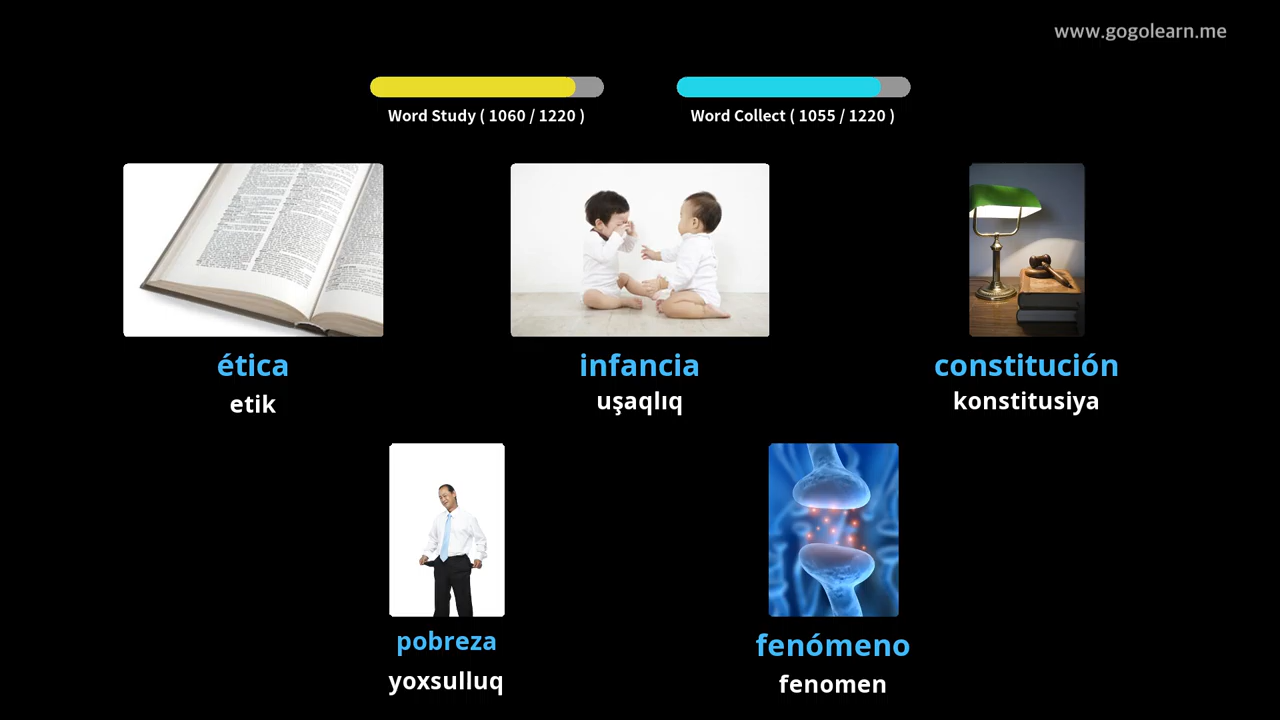 www.gogolearn.me
Word Study ( 1060 / 1220 )
Word Collect ( 1055 / 1220 )
ética
etik
infancia
uşaqlıq
constitución
konstitusiya
pobreza
yoxsulluq
fenómeno
fenomen